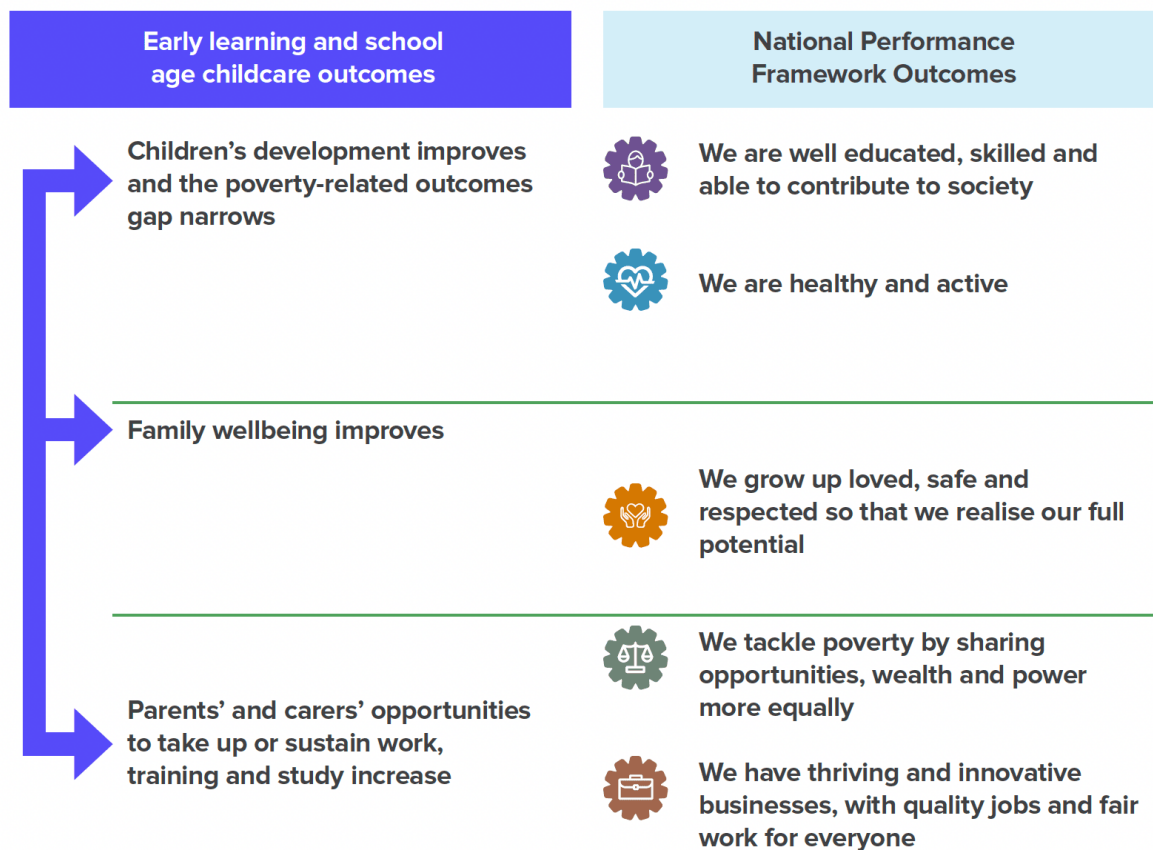 Early learning and school
age childcare outcomes
National Performance
Framework Outcomes
Children’s development improves
and the poverty-related outcomes
gap narrows
We are well educated, skilled and
able to contribute to society
We are healthy and active
Family wellbeing improves
We grow up loved, safe and
respected so that we realise our full
potential
Parents’ and carers’ opportunities
to take up or sustain work,
training and study increase
We tackle poverty by sharing
opportunities, wealth and power
more equally
We have thriving and innovative
businesses, with quality jobs and fair
work for everyone